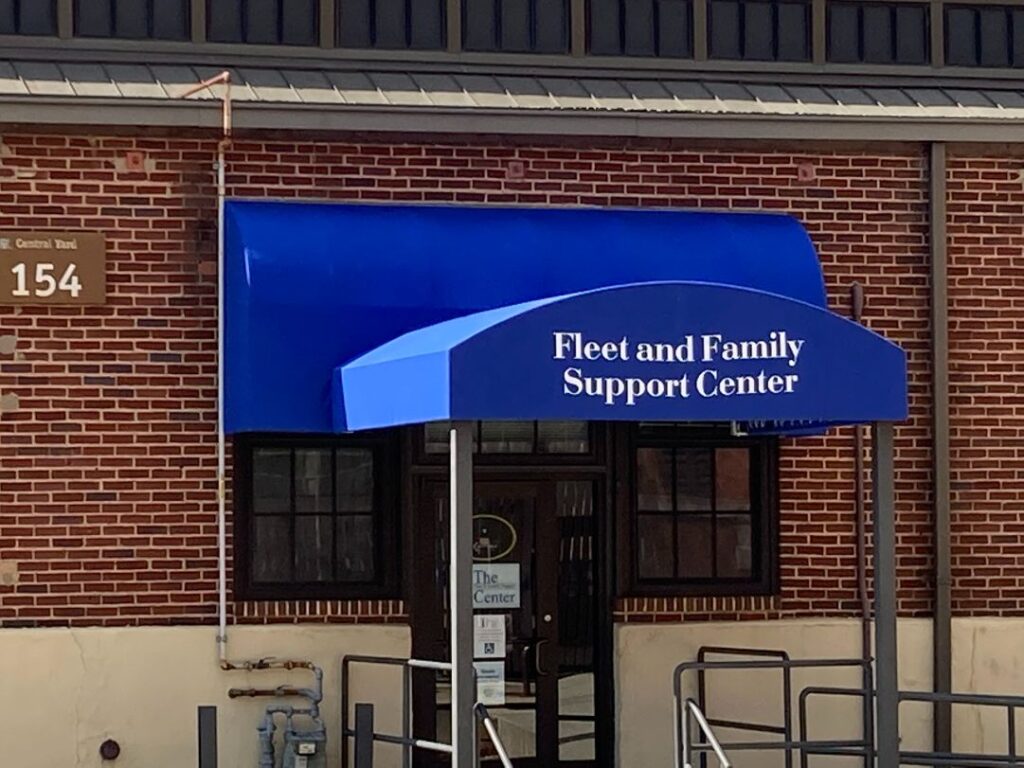 Central Yard
154
Fleet and Family
Support Center
The
Center